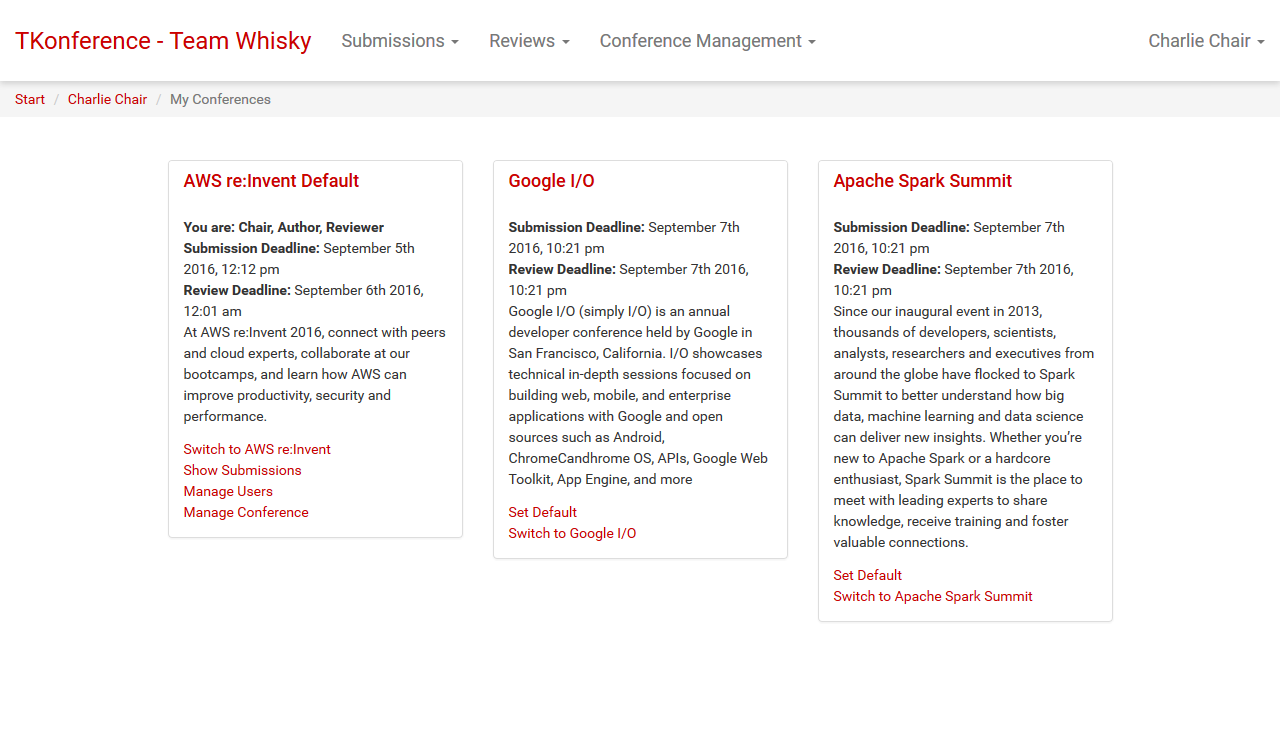 TKonference - Team Whisky
Submissions
Reviews
Conference Management
Charlie Chair
Start / Charlie Chair / My Conferences
AWS re:Invent Default
You are: Chair, Author, Reviewer
Submission Deadline: September 5th
2016, 12:12 pm
Review Deadline: September 6th 2016,
12:01 am
At AWS re:Invent 2016, connect with peers
and cloud experts, collaborate at our
bootcamps, and learn how AWS can
improve productivity, security and
performance.
Switch to AWS re:Invent
Show Submissions
Manage Users
Manage Conference
Google I/O
Submission Deadline: September 7th
2016, 10:21 pm
Review Deadline: September 7th 2016,
10:21 pm
Google I/O (simply I/O) is an annual
developer conference held by Google in
San Francisco, California. I/O showcases
technical in-depth sessions focused on
building web, mobile, and enterprise
applications with Google and open
sources such as Android,
ChromeCandhrome OS, APIs, Google Web
Toolkit, App Engine, and more
Set Default
Switch to Google I/O
Apache Spark Summit
Submission Deadline: September 7th
2016, 10:21 pm
Review Deadline: September 7th 2016,
10:21 pm
Since our inaugural event in 2013,
thousands of developers, scientists,
analysts, researchers and executives from
around the globe have flocked to Spark
Summit to better understand how big
data, machine learning and data science
can deliver new insights. Whether you’re
new to Apache Spark or a hardcore
enthusiast, Spark Summit is the place to
meet with leading experts to share
knowledge, receive training and foster
valuable connections.
Set Default
Switch to Apache Spark Summit